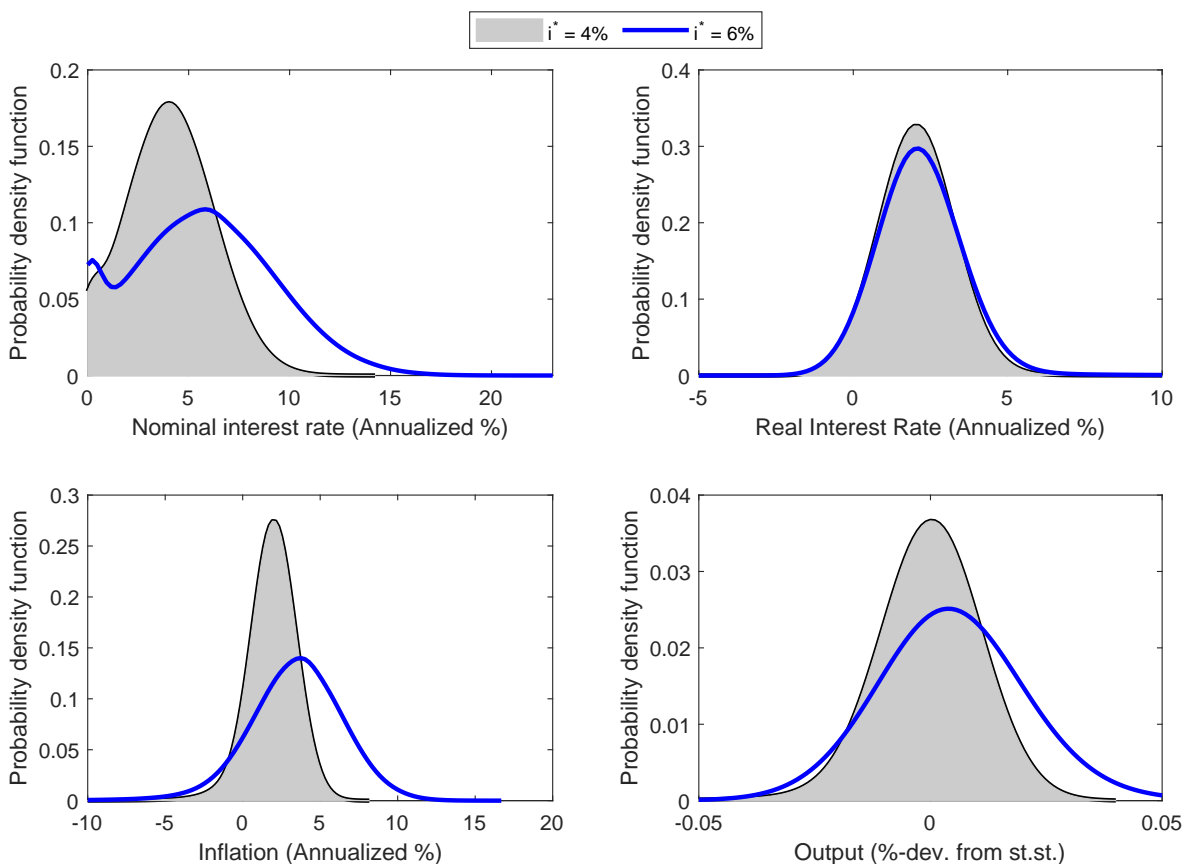 i* = 4% i* = 6%
Probability density function
0.2
0.15
0.1
0.05
0
0 5 10 15 20
Nominal interest rate (Annualized %)
Probability density function
0.4
0.3
0.2
0.1
0
-5 0 5 10
Real Interest Rate (Annualized %)
Probability density function
0.3
0.25
0.2
0.15
0.1
0.05
0
-10 -5 0 5 10 15 20
Inflation (Annualized %)
Probability density function
0.04
0.03
0.02
0.01
0
-0.05 0 0.05
Output (%-dev. from st.st.)